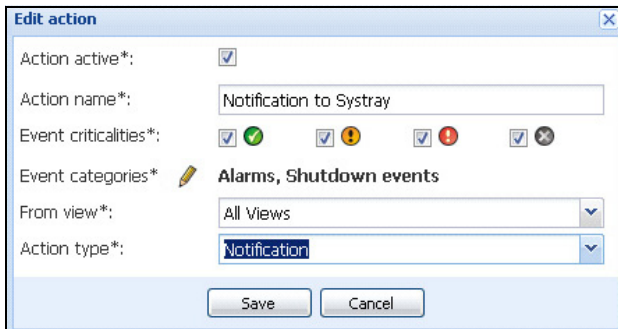 Edit action
Action active*:
Action name*: Notification to Systray
Event criticalities*:
Event categories* Alarms, Shutdown events
From view*: All Views
Action type*: Notification
Save Cancel